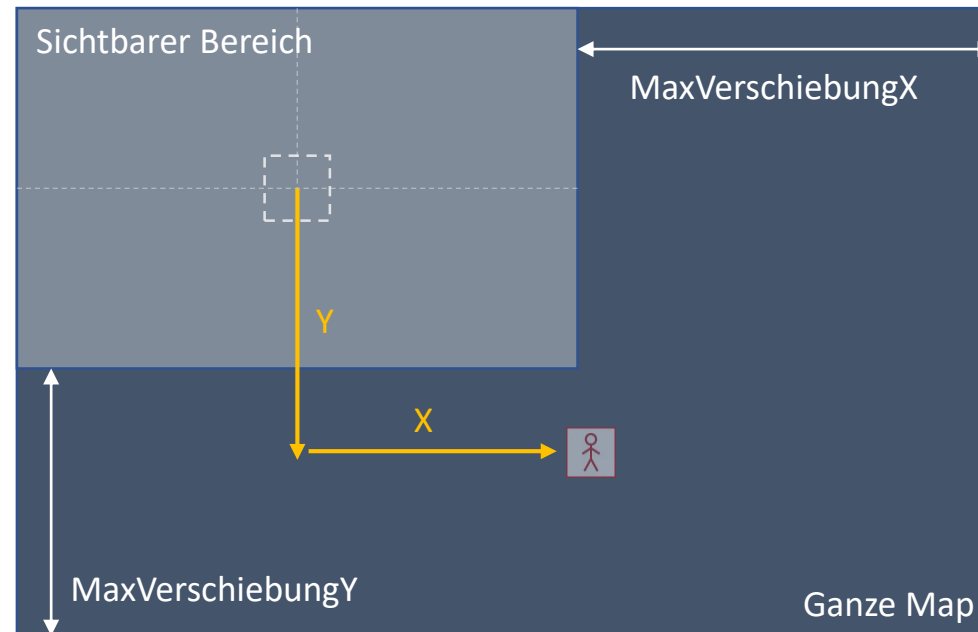 Sichtbarer Bereich
MaxVerschiebungX
Y
X
MaxVerschiebungY
Ganze Map